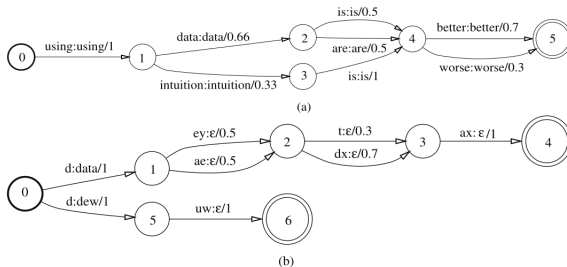 0
using:using/1
1
data:data/0.66
intuition:intuition/0.33
2
3
is:is/0.5
are:are/0.5
is:is/1
4
better:better/0.7
worse:worse/0.3
5
(a)
0
d:data/1
d:dew/1
1
ey:ε/0.5
ae:ε/0.5
2
t:ε/0.3
dx:ε/0.7
3
ax: ε/1
4
5
uw:ε/1
6
(b)